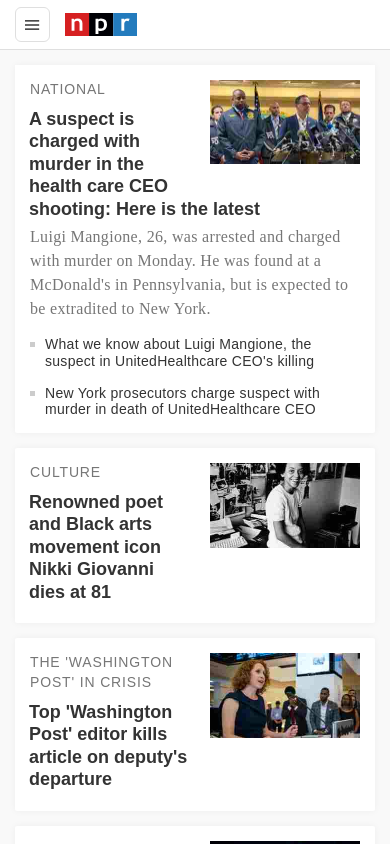 npr
NATIONAL
A suspect is
charged with
murder in the
health care CEO
shooting: Here is the latest
Luigi Mangione, 26, was arrested and charged
with murder on Monday. He was found at a
McDonald's in Pennsylvania, but is expected to
be extradited to New York.
What we know about Luigi Mangione, the
suspect in UnitedHealthcare CEO's killing
New York prosecutors charge suspect with
murder in death of UnitedHealthcare CEO
CULTURE
Renowned poet
and Black arts
movement icon
Nikki Giovanni
dies at 81
THE 'WASHINGTON
POST' IN CRISIS
Top 'Washington
Post' editor kills
article on deputy's
departure